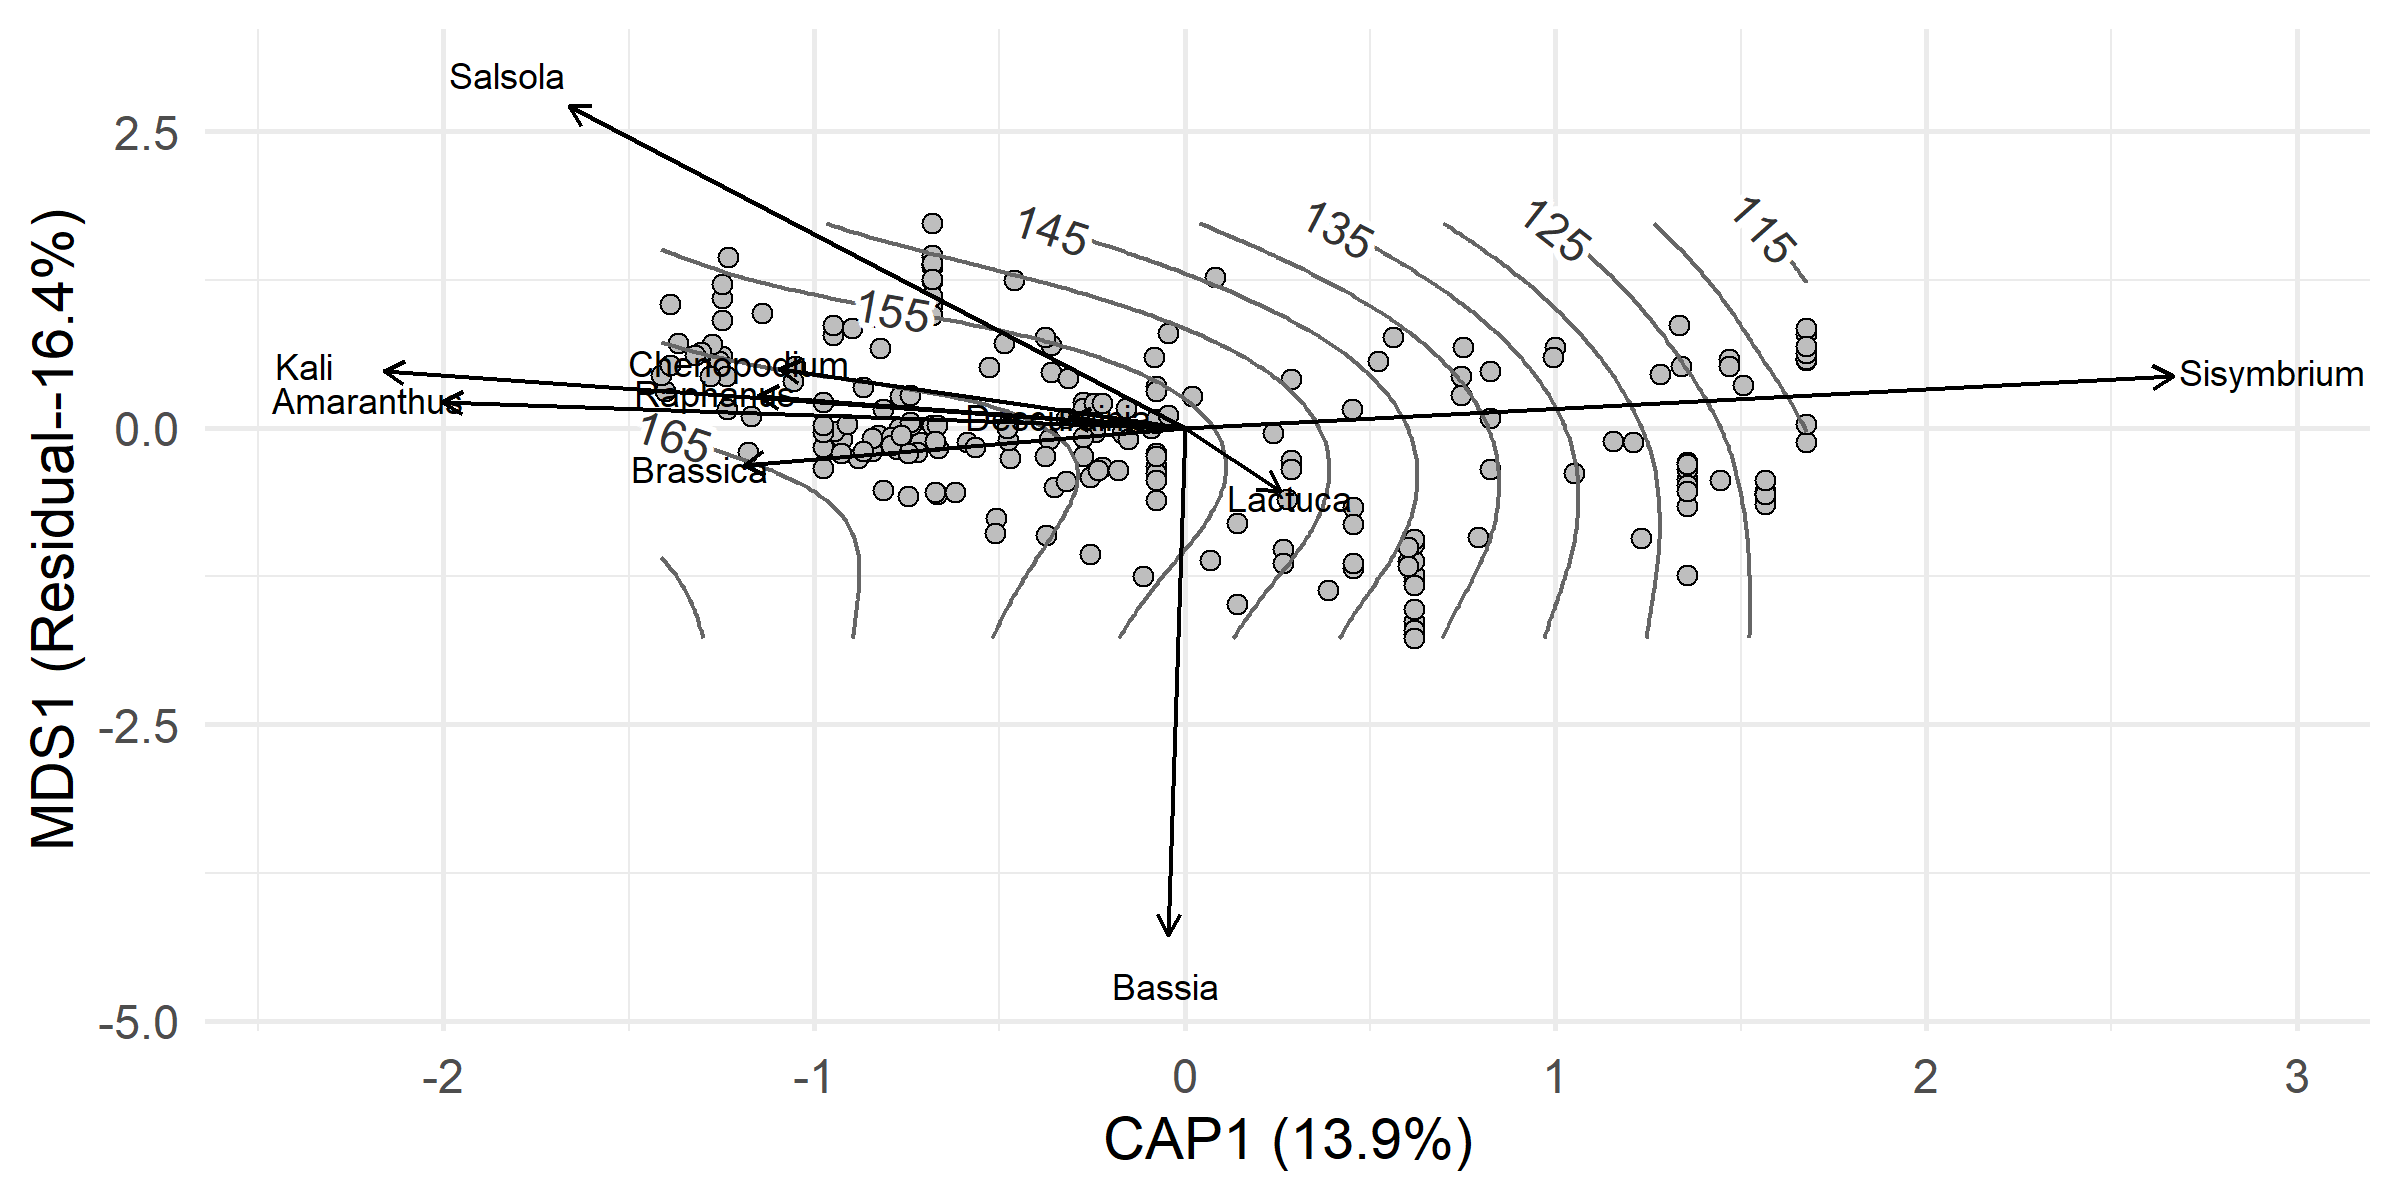 Salsola
2.5
145
135
125
115
155
Kali
Chenopodium
Sisymbrium
Amaranthus
Raphanus
Descurainia
0.0
165
Brassica
Lactuca
MDS1 (Residual--16.4%)
-2.5
Bassia
-5.0
-2
-1
0
1
2
3
CAP1 (13.9%)